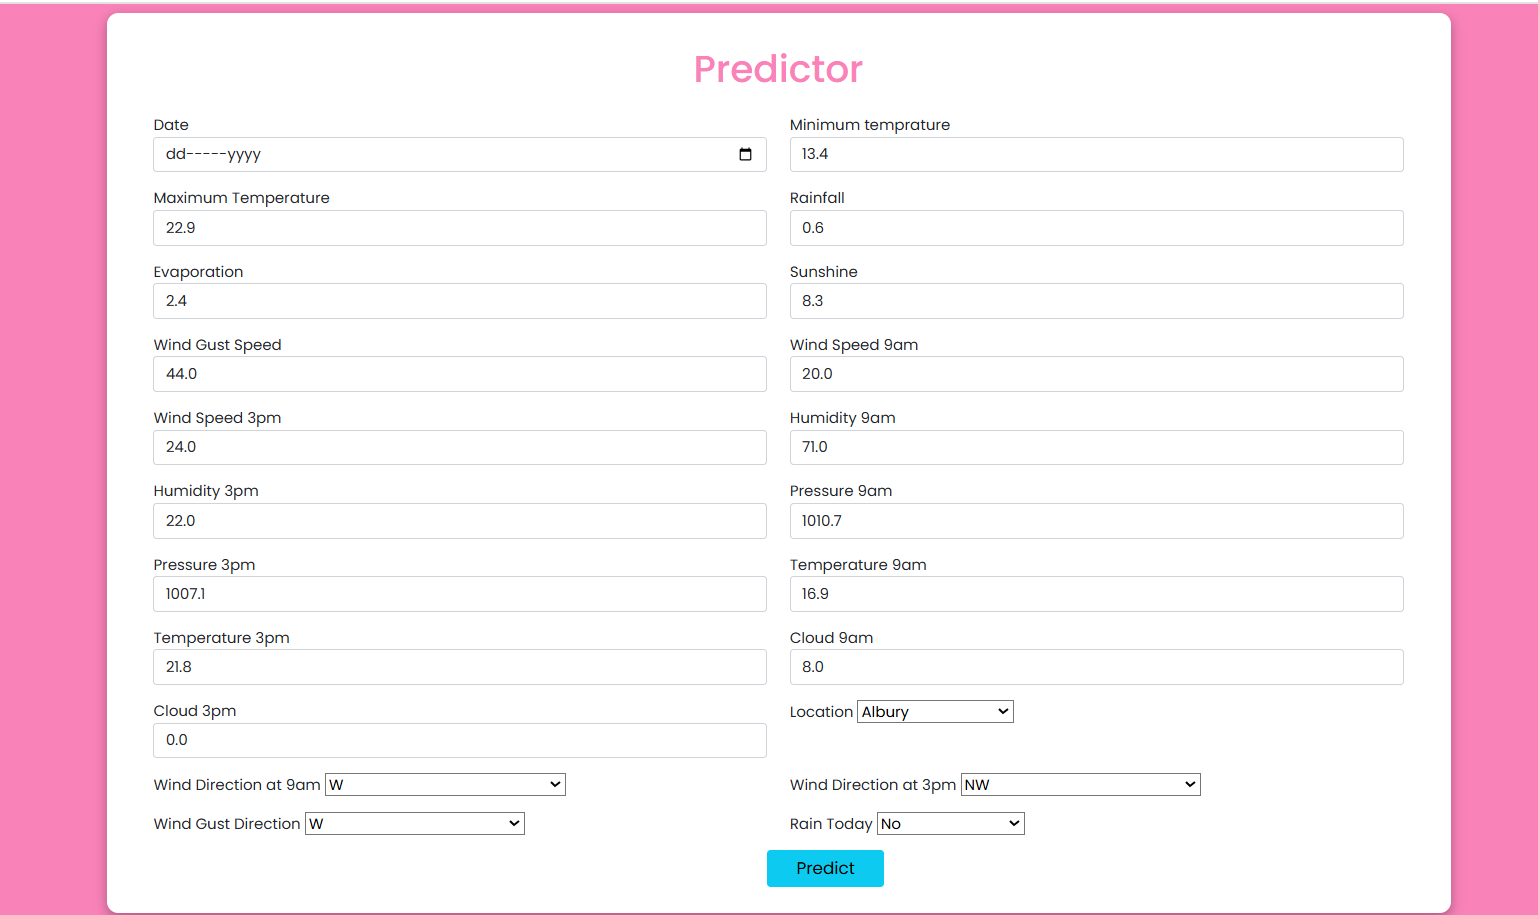 Predictor
Date Minimum temprature
dd-----yyyy 13.4
Maximum Temperature Rainfall
22.9 0.6
Evaporation Sunshine
2.4 8.3
Wind Gust Speed Wind Speed 9am
44.0 20.0
Wind Speed 3pm Humidity 9am
24.0 71.0
Humidity 3pm Pressure 9am
22.0 1010.7
Pressure 3pm Temperature 9am
1007.1 16.9
Temperature 3pm Cloud 9am
21.8 8.0
Cloud 3pm Location Albury
0.0
Wind Direction at 9am W Wind Direction at 3pm NW
Wind Gust Direction W Rain Today No
Predict